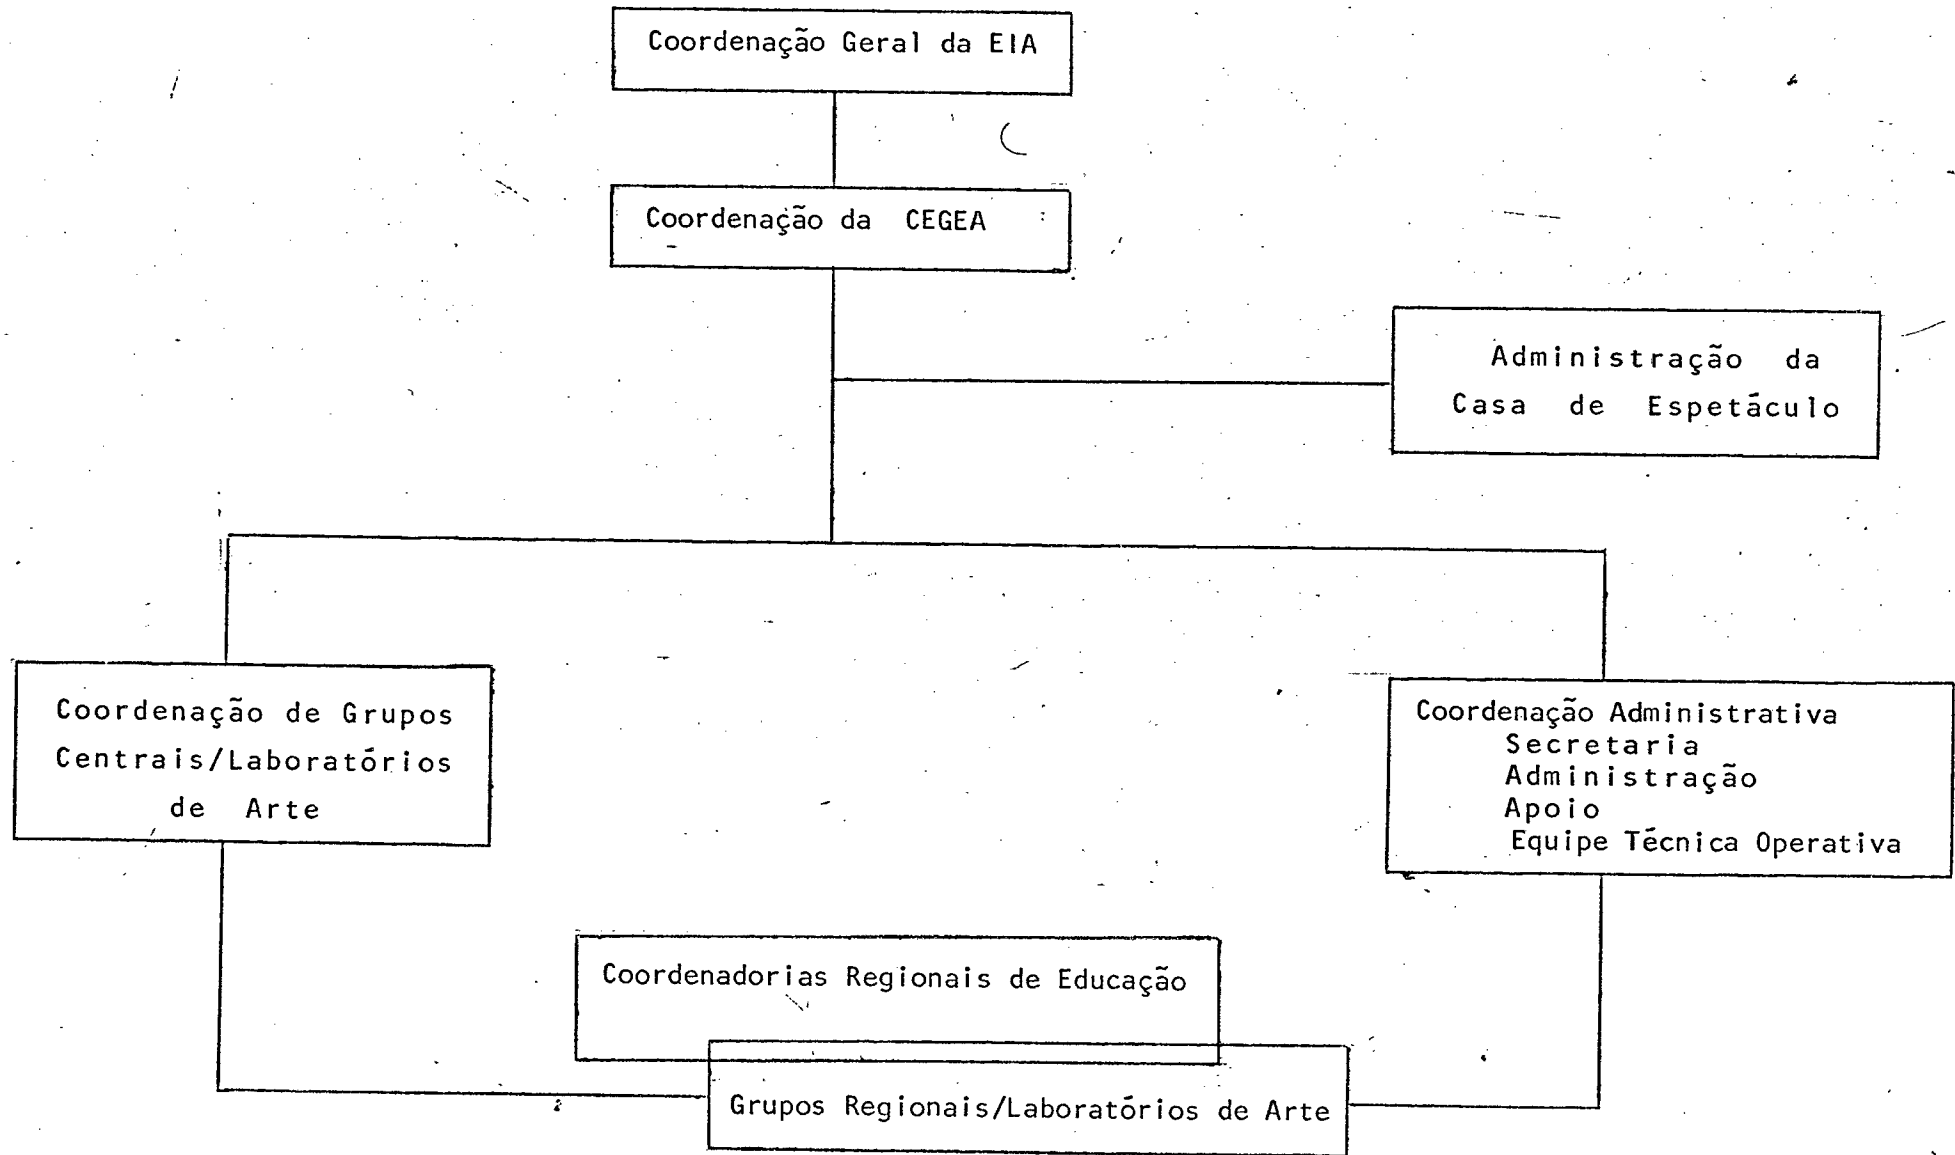 Coordenação Geral da EIA
Coordenação da CEGEA
Administração da
Casa de Espetáculo
Coordenação de Grupos
Centrais/Laboratórios
de Arte
Coordenação Administrativa
Secretaria
Administração
Apoio
Equipe Técnica Operativa
Coordenadorias Regionais de Educação
Grupos Regionais/Laboratórios de Arte